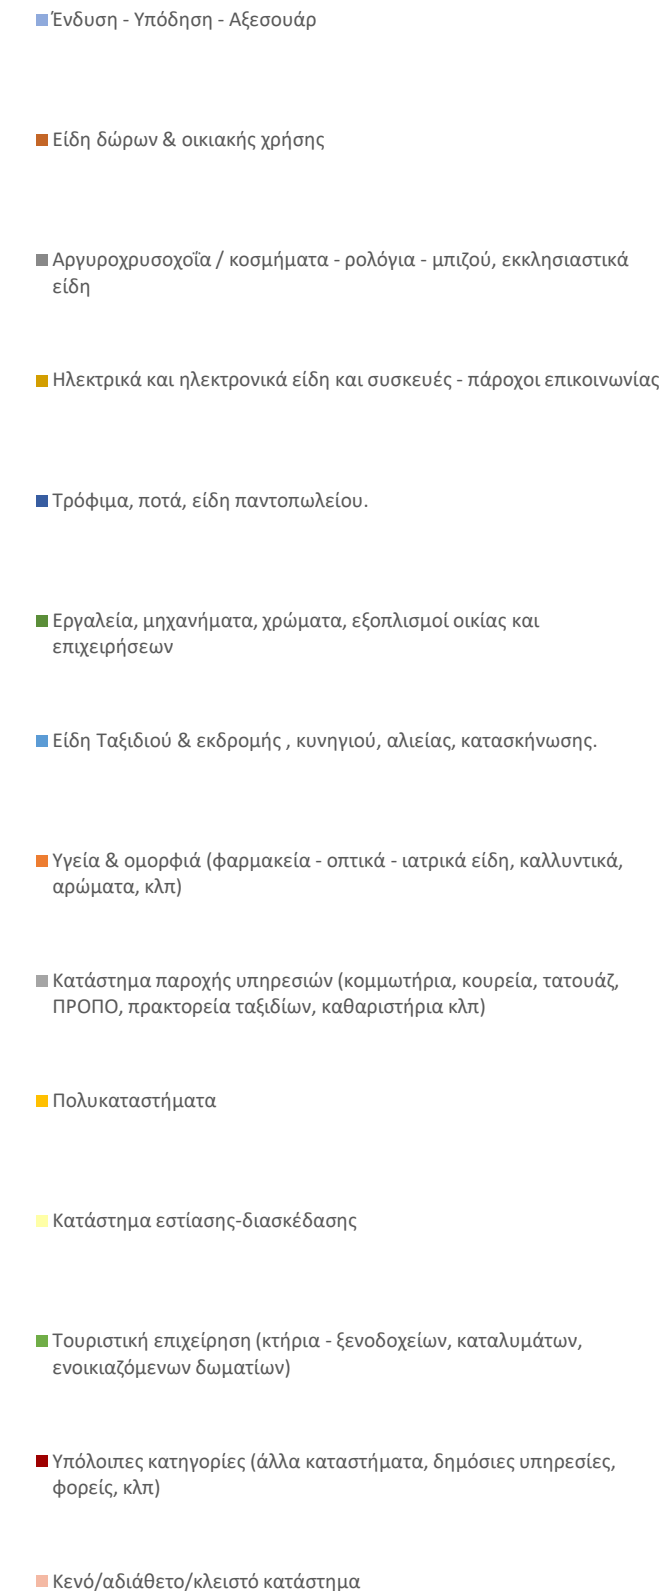 Ένδυση - Υπόδηση - Αξεσουάρ
Είδη δώρων & οικιακής χρήσης
Αργυροχρυσοχοΐα / κοσμήματα - ρολόγια - μπιζού, εκκλησιαστικά
είδη
Ηλεκτρικά και ηλεκτρονικά είδη και συσκευές - πάροχοι επικοινωνίας
Τρόφιμα, ποτά, είδη παντοπωλείου.
Εργαλεία, μηχανήματα, χρώματα, εξοπλισμοί οικίας και
επιχειρήσεων
Είδη Ταξιδιού & εκδρομής , κυνηγιού, αλιείας, κατασκήνωσης.
Υγεία & ομορφιά (φαρμακεία - οπτικά - ιατρικά είδη, καλλυντικά,
αρώματα, κλπ)
Κατάστημα παροχής υπηρεσιών (κομμωτήρια, κουρεία, τατουάζ,
ΠΡΟΠΟ, πρακτορεία ταξιδίων, καθαριστήρια κλπ)
Πολυκαταστήματα
Κατάστημα εστίασης-διασκέδασης
Τουριστική επιχείρηση (κτήρια - ξενοδοχείων, καταλυμάτων,
ενοικιαζόμενων δωματίων)
Υπόλοιπες κατηγορίες (άλλα καταστήματα, δημόσιες υπηρεσίες,
φορείς, κλπ)
Κενό/αδιάθετο/κλειστό κατάστημα